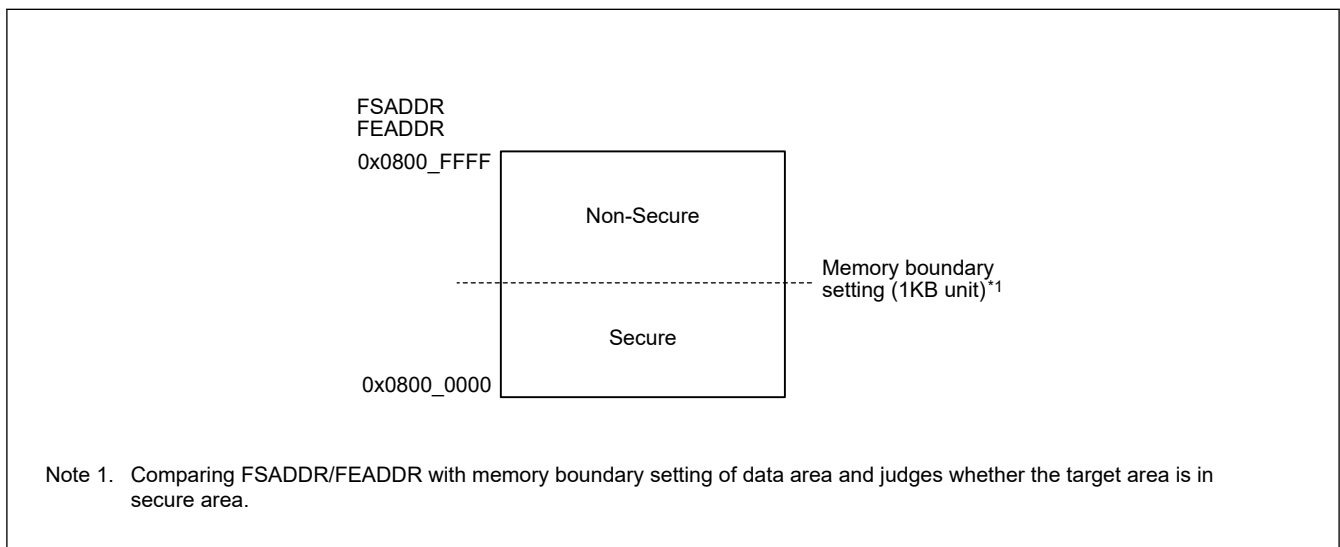 FSADDR
FEADDR
0x0800_FFFF
Non-Secure
Memory boundary
setting (1KB unit)*1
Secure
0x0800_0000
Note 1. Comparing FSADDR/FEADDR with memory boundary setting of data area and judges whether the target area is in
secure area.